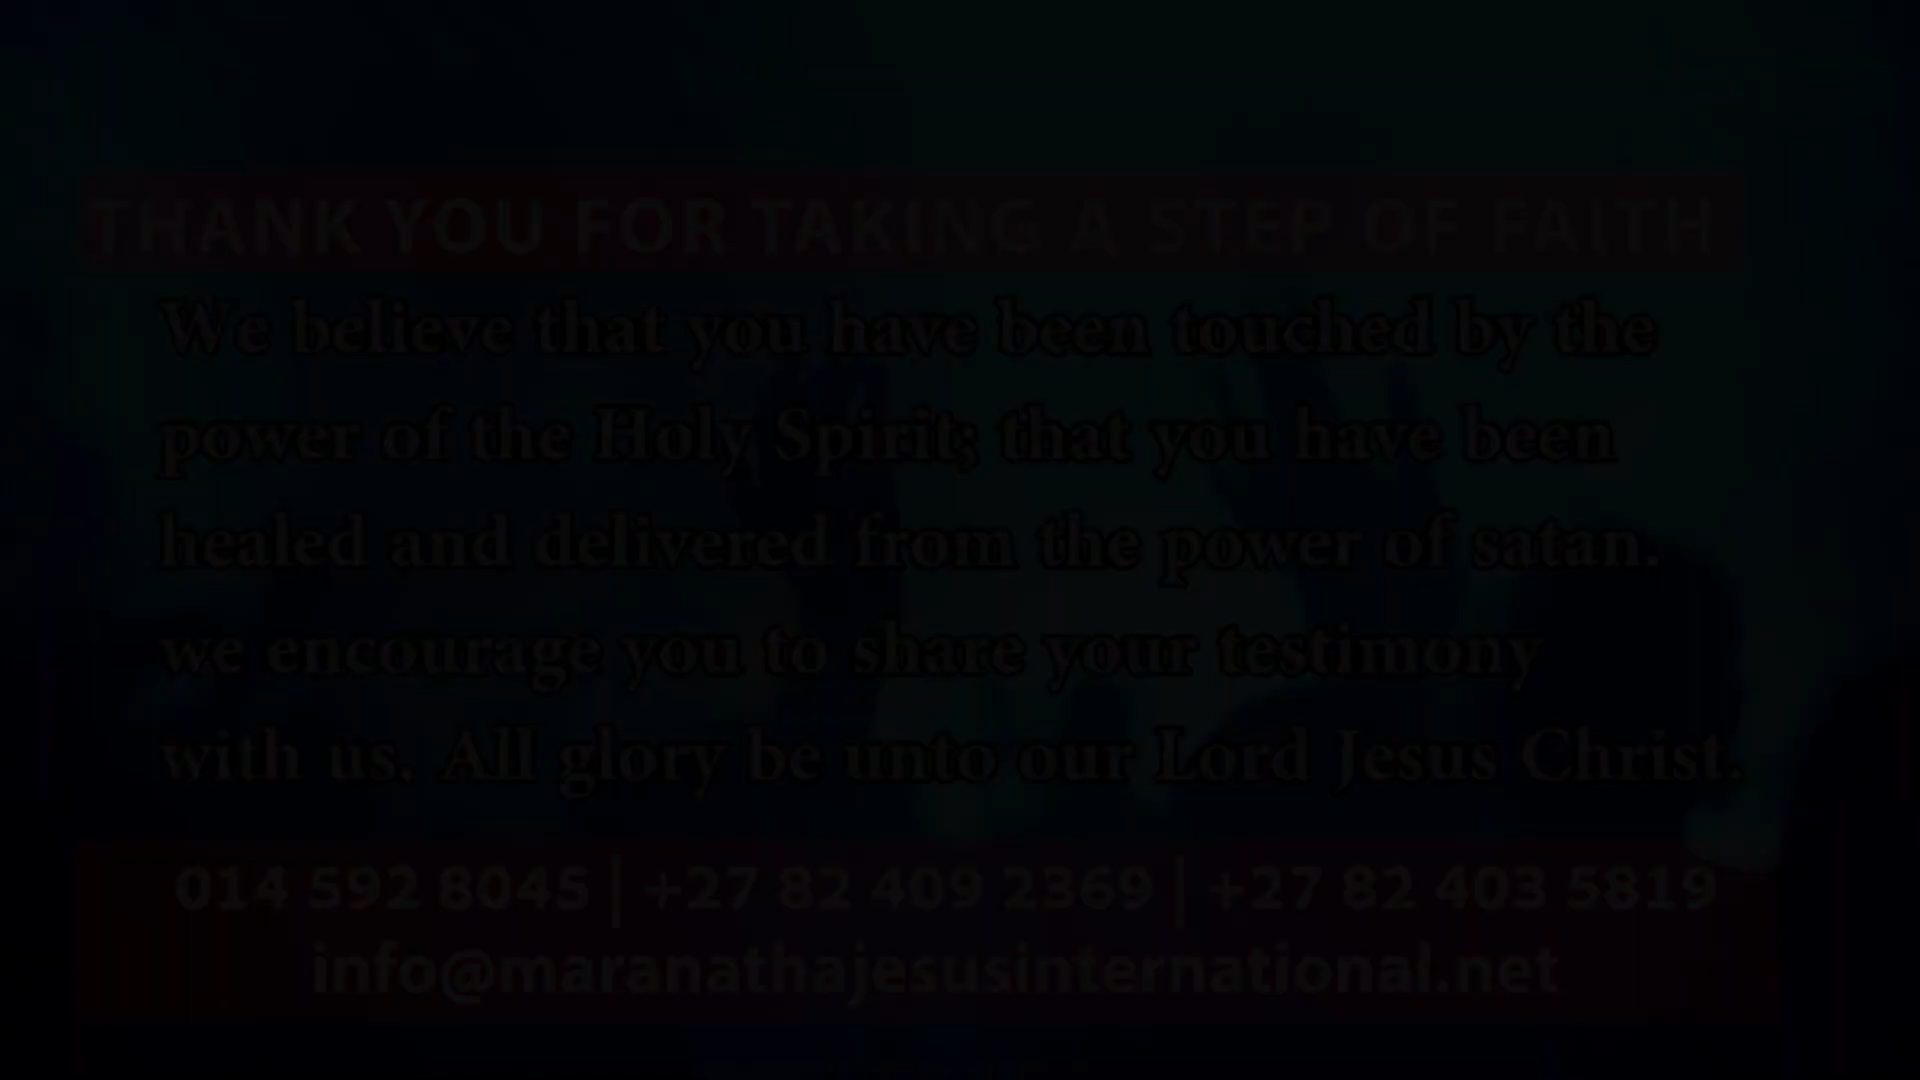 THANK YOU FOR TAKING A STEP OF FAITH
We believe that you have been touched by the
power of the Holy Spirit; that you have been
healed and delivered from the power of satan.
we encourage you to share your testimony
with us. All glory be unto our Lord Jesus Christ.
014 592 8045 | +27 82 409 2369 | +27 82 403 5819
info@maranathajesusinternational.net